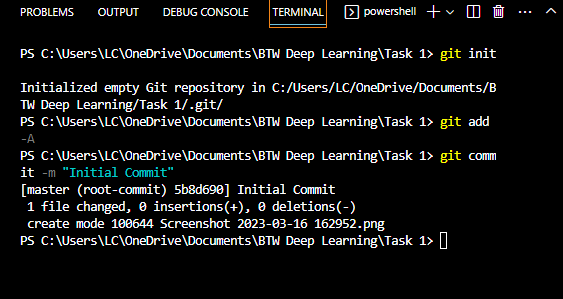 PROBLEMS OUTPUT DEBUG CONSOLE TERMINAL powershell
PS C:\Users\LC\OneDrive\Documents\BTW Deep Learning\Task 1> git init
Initialized empty Git repository in C:/Users/LC/OneDrive/Documents/B
TW Deep Learning/Task 1/.git/
PS C:\Users\LC\OneDrive\Documents\BTW Deep Learning\Task 1> git add
-A
PS C:\Users\LC\OneDrive\Documents\BTW Deep Learning\Task 1> git comm
it -m "Initial Commit"
[master (root-commit) 5b8d690] Initial Commit
1 file changed, 0 insertions(+), 0 deletions(-)
create mode 100644 Screenshot 2023-03-16 162952.png
PS C:\Users\LC\OneDrive\Documents\BTW Deep Learning\Task 1>